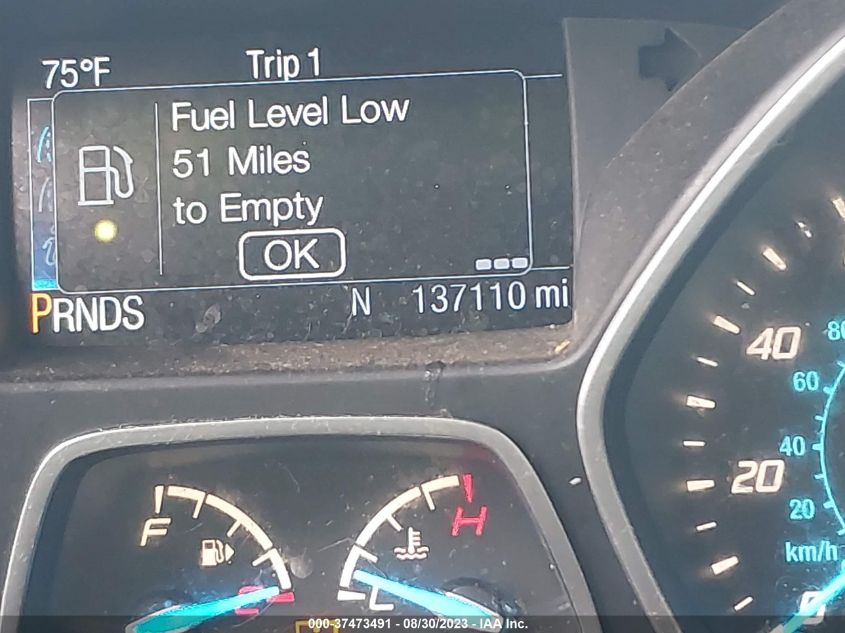 75°F Trip 1
Fuel Level Low
51 Miles
to Empty
OK
PRNDS N 137110 mi
F H
C
40 80
60
40
20
20
km/h
0
000-37473491 - 08/30/2023 - IAA Inc.